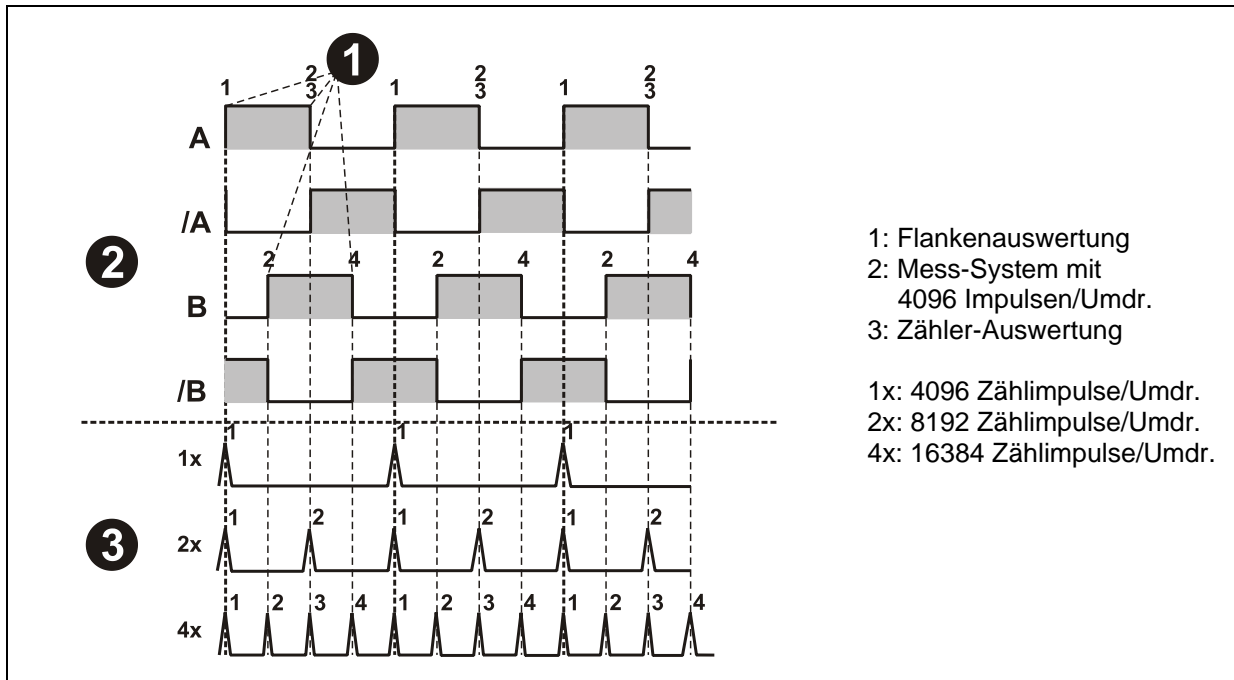 1
2
1 3 1 2 3 1 2 3
A
/A
2
2 4 2 4 2 4
B
/B
1 1 1
1x
3
1 2 1 2 1 2
2x
1 2 3 4 1 2 3 4 1 2 3 4
4x
1: Flankenauswertung
2: Mess-System mit
4096 Impulsen/Umdr.
3: Zähler-Auswertung
1x: 4096 Zählimpulse/Umdr.
2x: 8192 Zählimpulse/Umdr.
4x: 16384 Zählimpulse/Umdr.